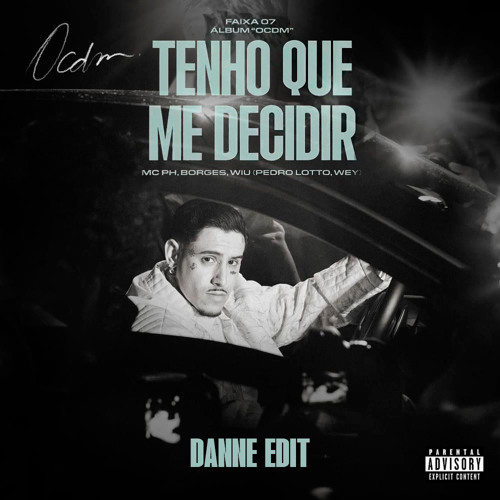 FAIXA 07
ÁLBUM "OCDM"
Ocdm
TENHO QUE
ME DECIDIR
MC PH, BORGES, WIU (PEDRO LOTTO, WEY)
DANNE EDIT
PARENTAL
ADVISORY
EXPLICIT CONTENT